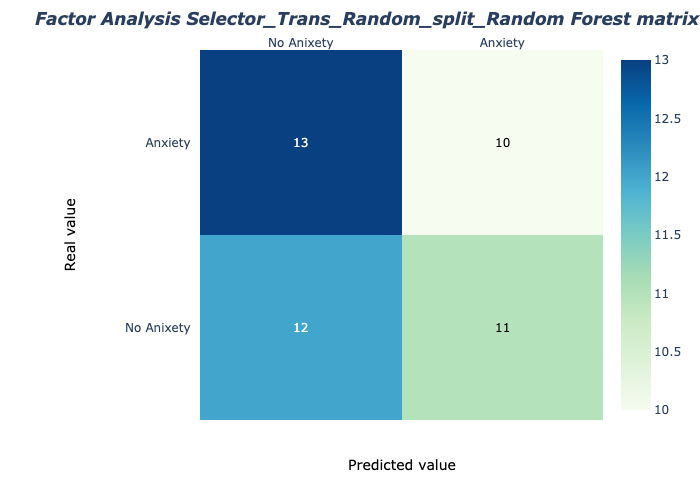 Factor Analysis Selector_Trans_Random_split_Random Forest matrix
No Anixety
Anxiety
13
12.5
12
11.5
11
10.5
10
Anxiety
13
10
Real value
No Anixety
12
11
Predicted value